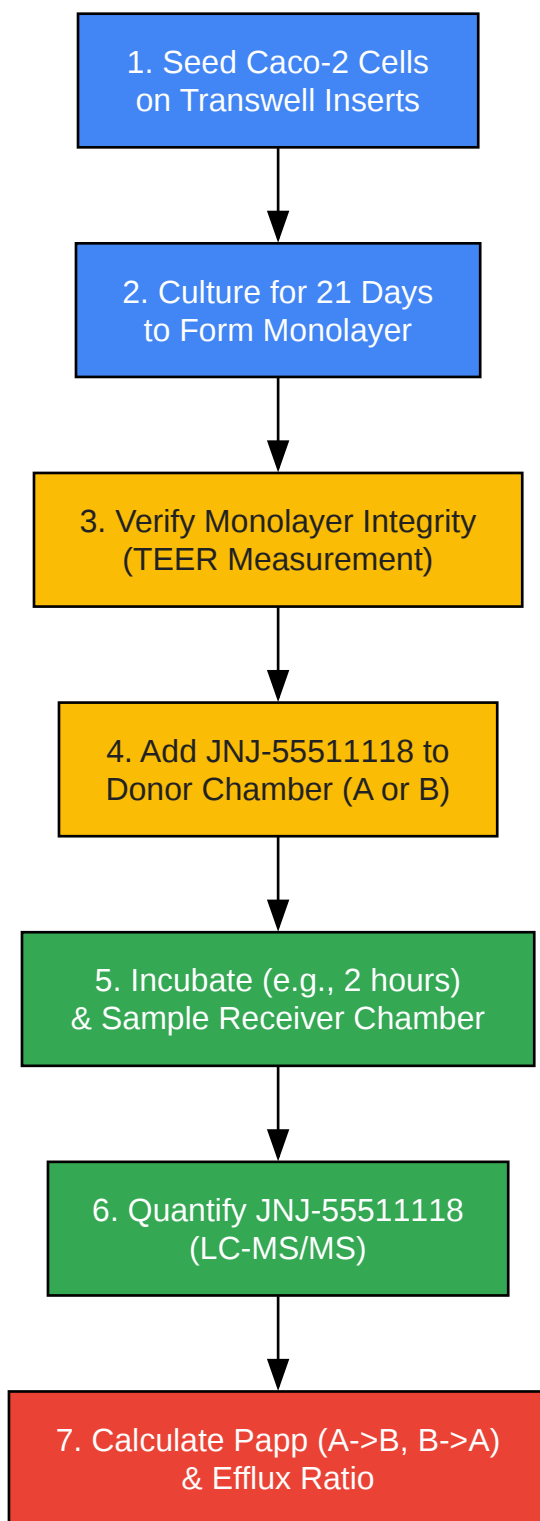 1. Seed Caco-2 Cells
on Transwell Inserts
2. Culture for 21 Days
to Form Monolayer
3. Verify Monolayer Integrity
(TEER Measurement)
4. Add JNJ-55511118 to
Donor Chamber (A or B)
5. Incubate (e.g., 2 hours)
& Sample Receiver Chamber
6. Quantify JNJ-55511118
(LC-MS/MS)
7. Calculate Papp (A->B, B->A)
& Efflux Ratio